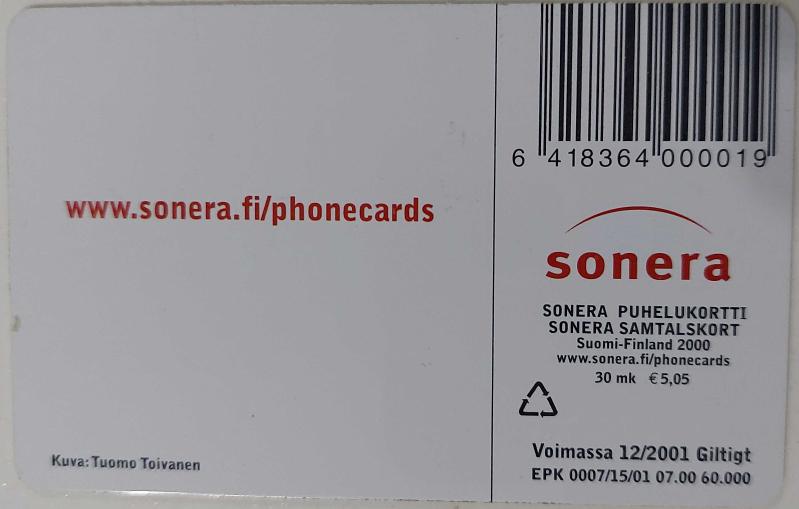 www.sonera.fi/phonecards
Kuva: Tuomo Toivanen
6 418364 000019
sonera
SONERA PUHELUKORTTI
SONERA SAMTALSKORT
Suomi-Finland 2000
www.sonera.fi/phonecards
30 mk €5,05
Voimassa 12/2001 Giltigt
EPK 0007/15/01 07.00 60.000